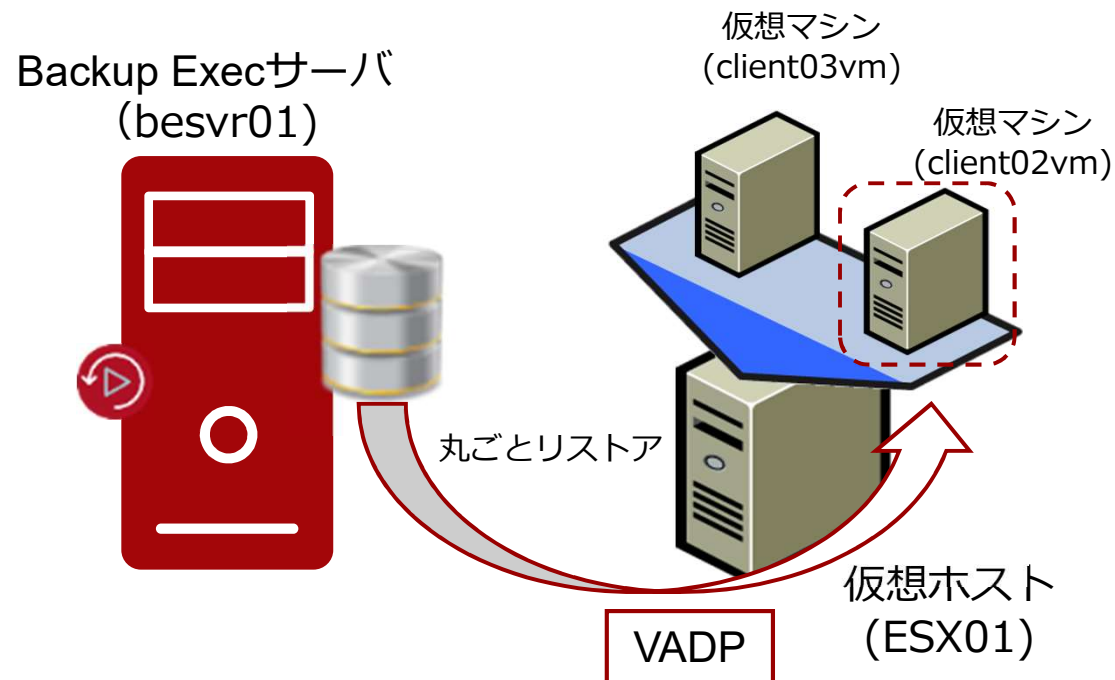 Backup Execサーバ
（besvr01)
仮想マシン
(client03vm)
仮想マシン
(client02vm)
丸ごとリストア
VADP
仮想ホスト
(ESX01)